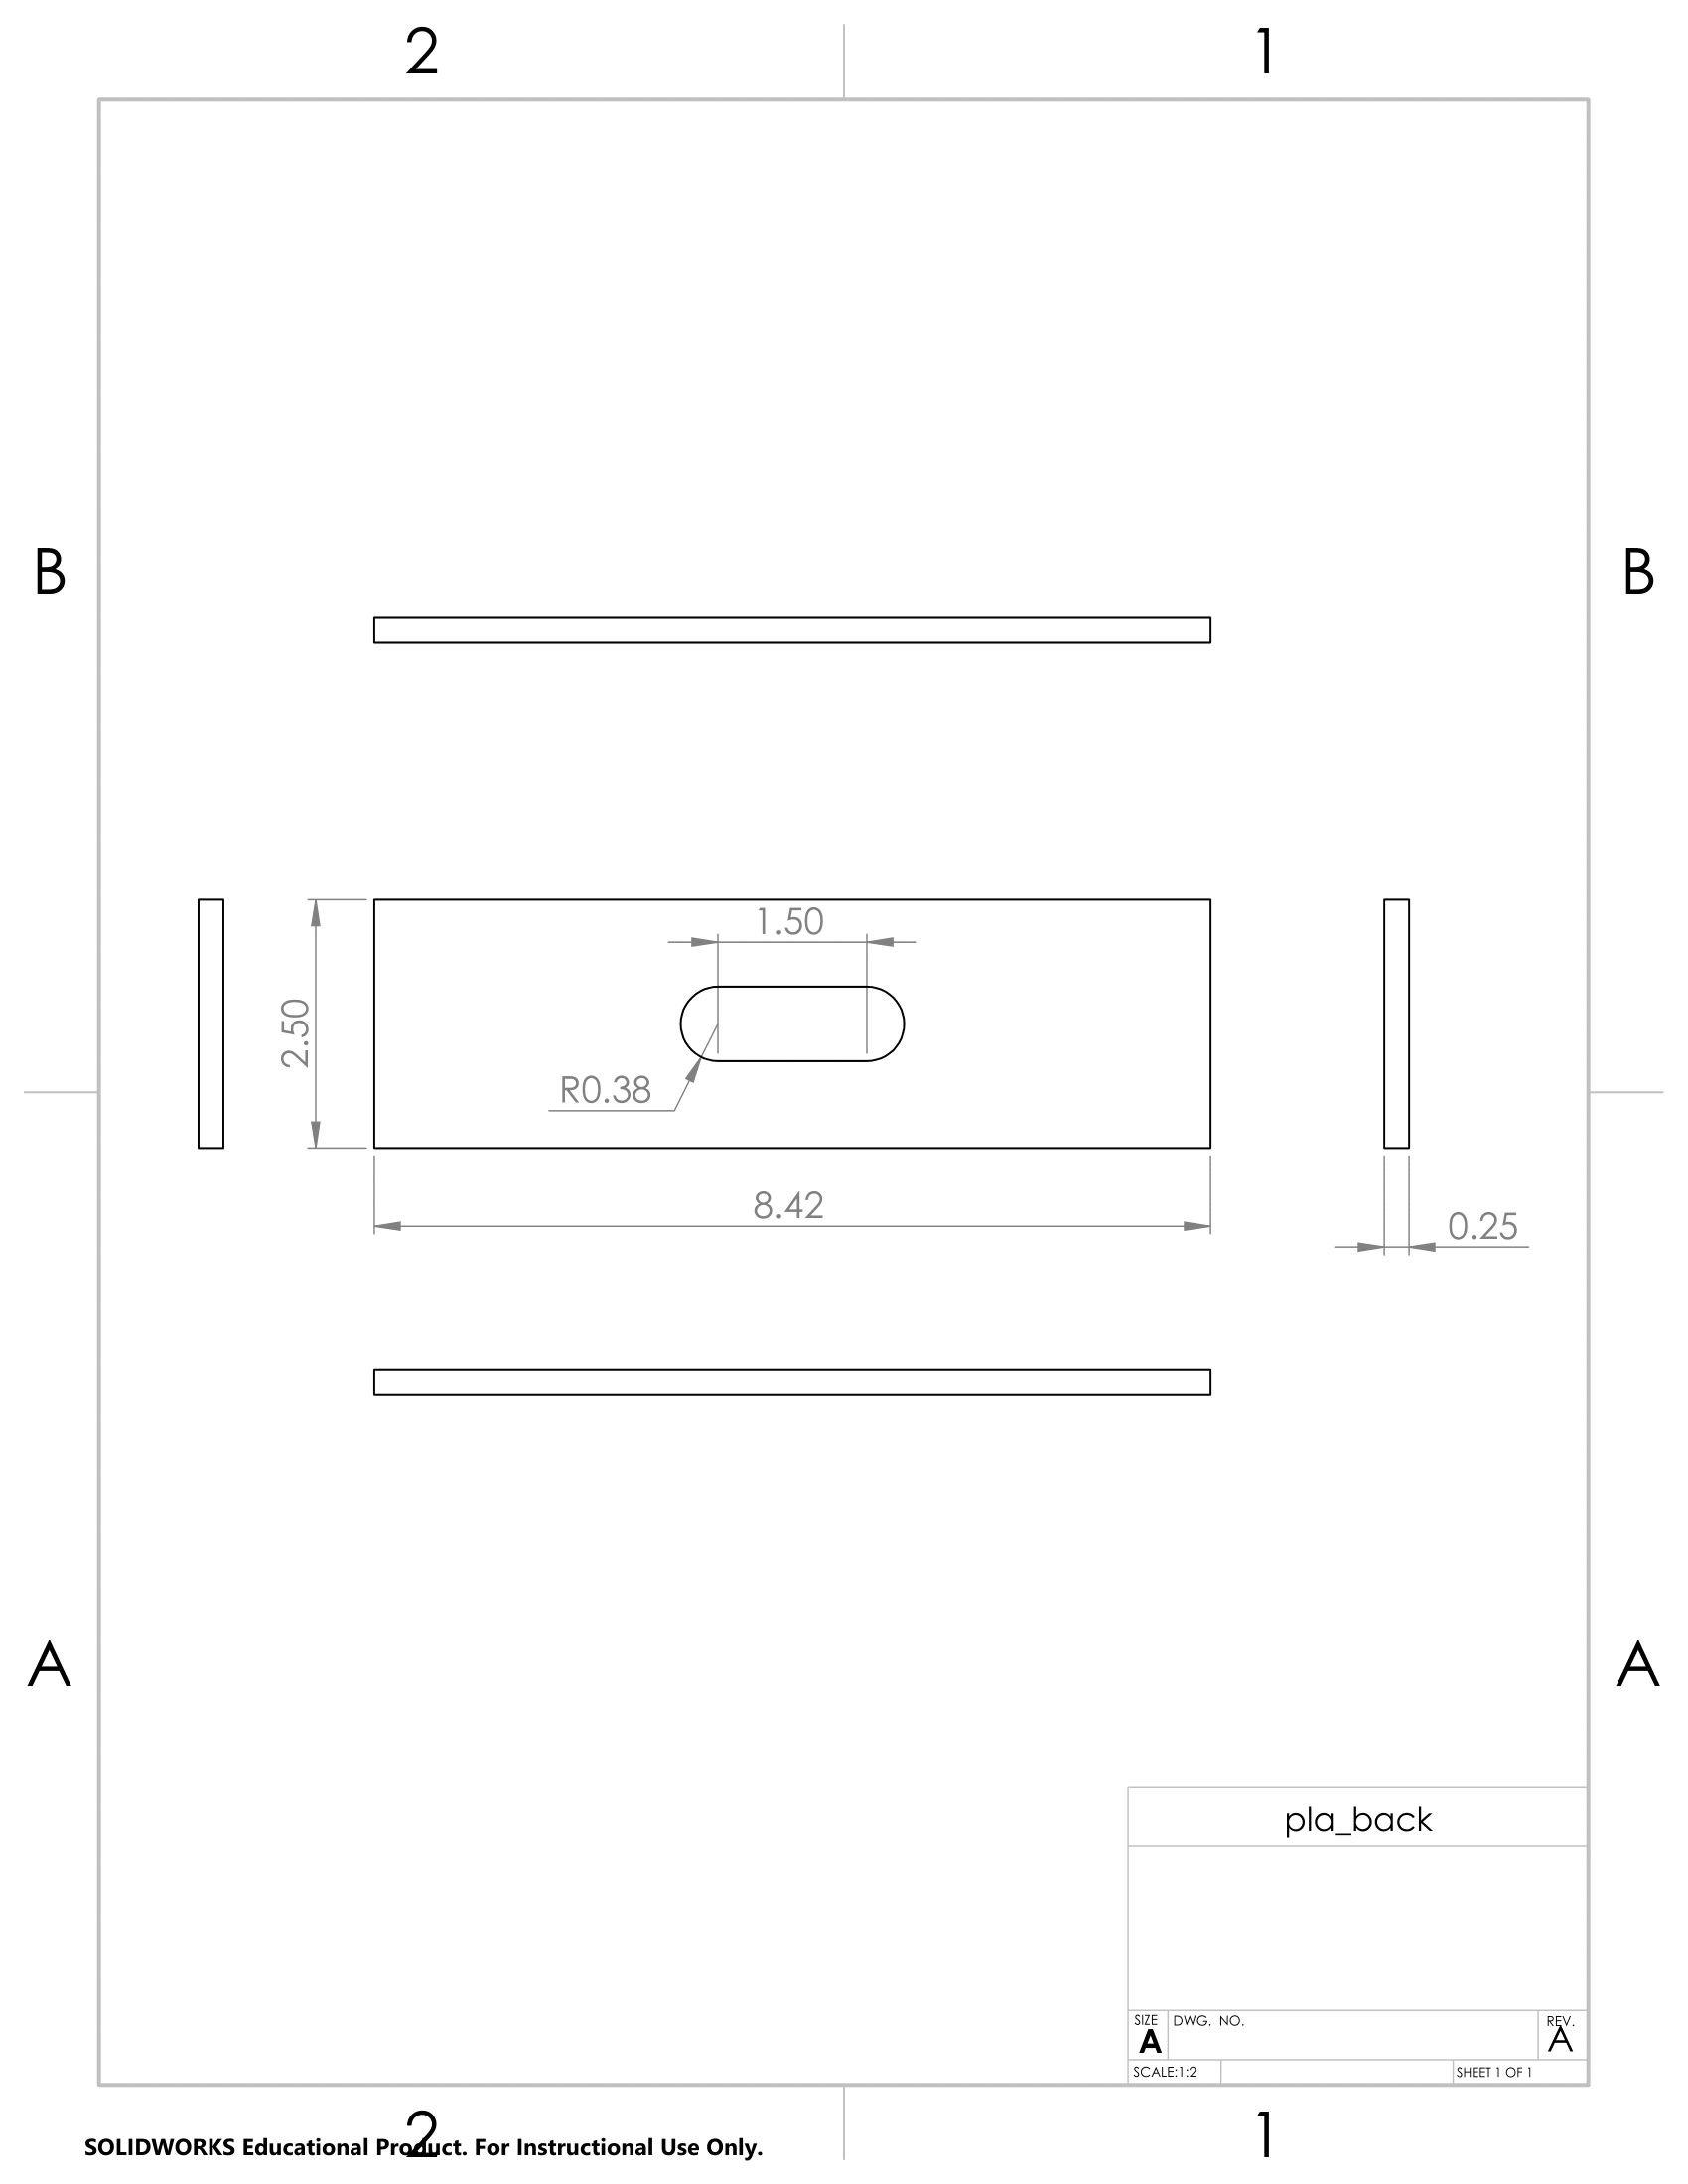 2 1
B B
1.50
2.50
R0.38
8.42
0.25
A A
pla_back
SIZE DWG. NO. REV.
A A
SCALE:1:2 SHEET 1 OF 1
2 1
SOLIDWORKS Educational Product. For Instructional Use Only.